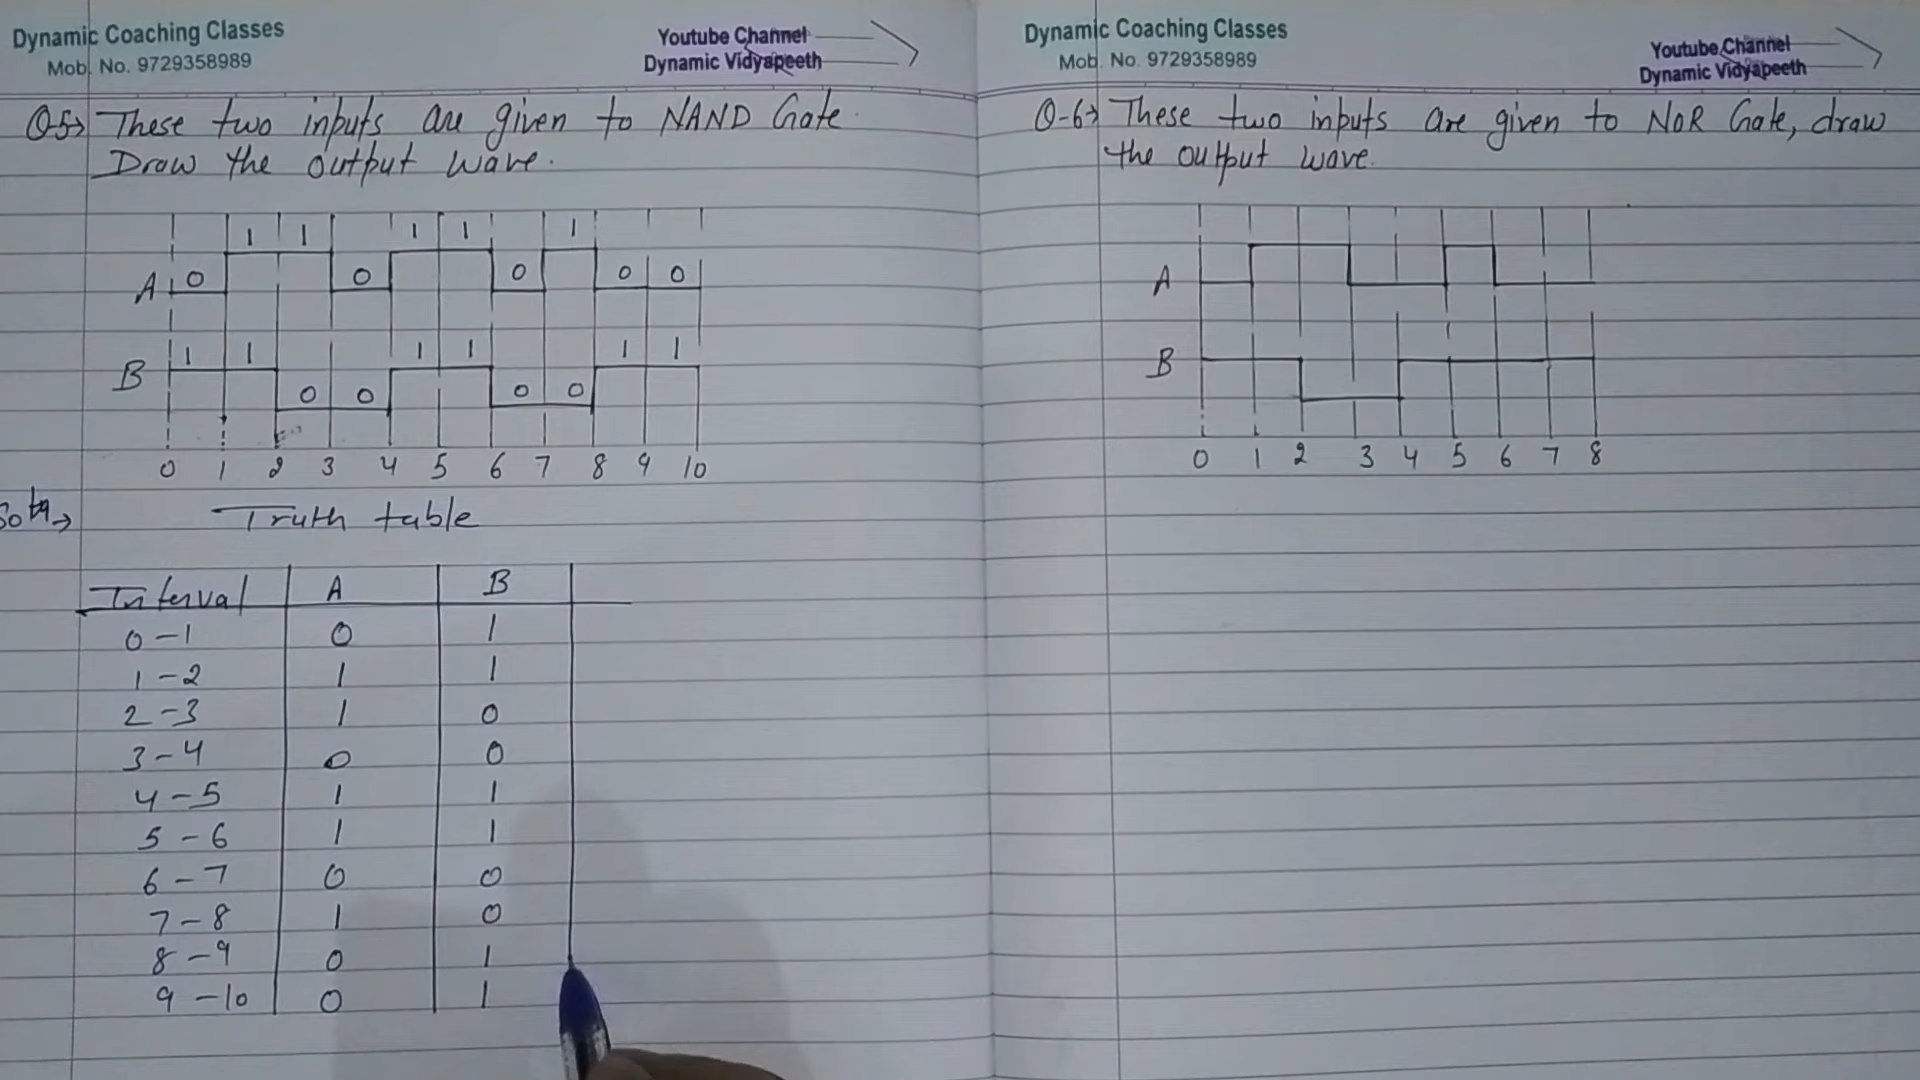 Dynamic Coaching Classes
Mob. No. 9729358989
Youtube Channel
Dynamic Vidyapeeth
Q-5→ These two inputs are given to NAND Gate.
Draw the output wave.
1 1 1 1 1
A 0 0 0 0 0
1 1 1 1 1 1
B
0 0 0 0
0 1 2 3 4 5 6 7 8 9 10
Soln→ Truth table
Interval A B
0-1 0 1
1-2 1 1
2-3 1 0
3-4 0 0
4-5 1 1
5-6 1 1
6-7 0 0
7-8 1 0
8-9 0 1
9-10 0 1
Dynamic Coaching Classes
Mob. No. 9729358989
Youtube Channel
Dynamic Vidyapeeth
Q-6→ These two inputs are given to NOR Gate, draw
the output wave.
A
B
0 1 2 3 4 5 6 7 8